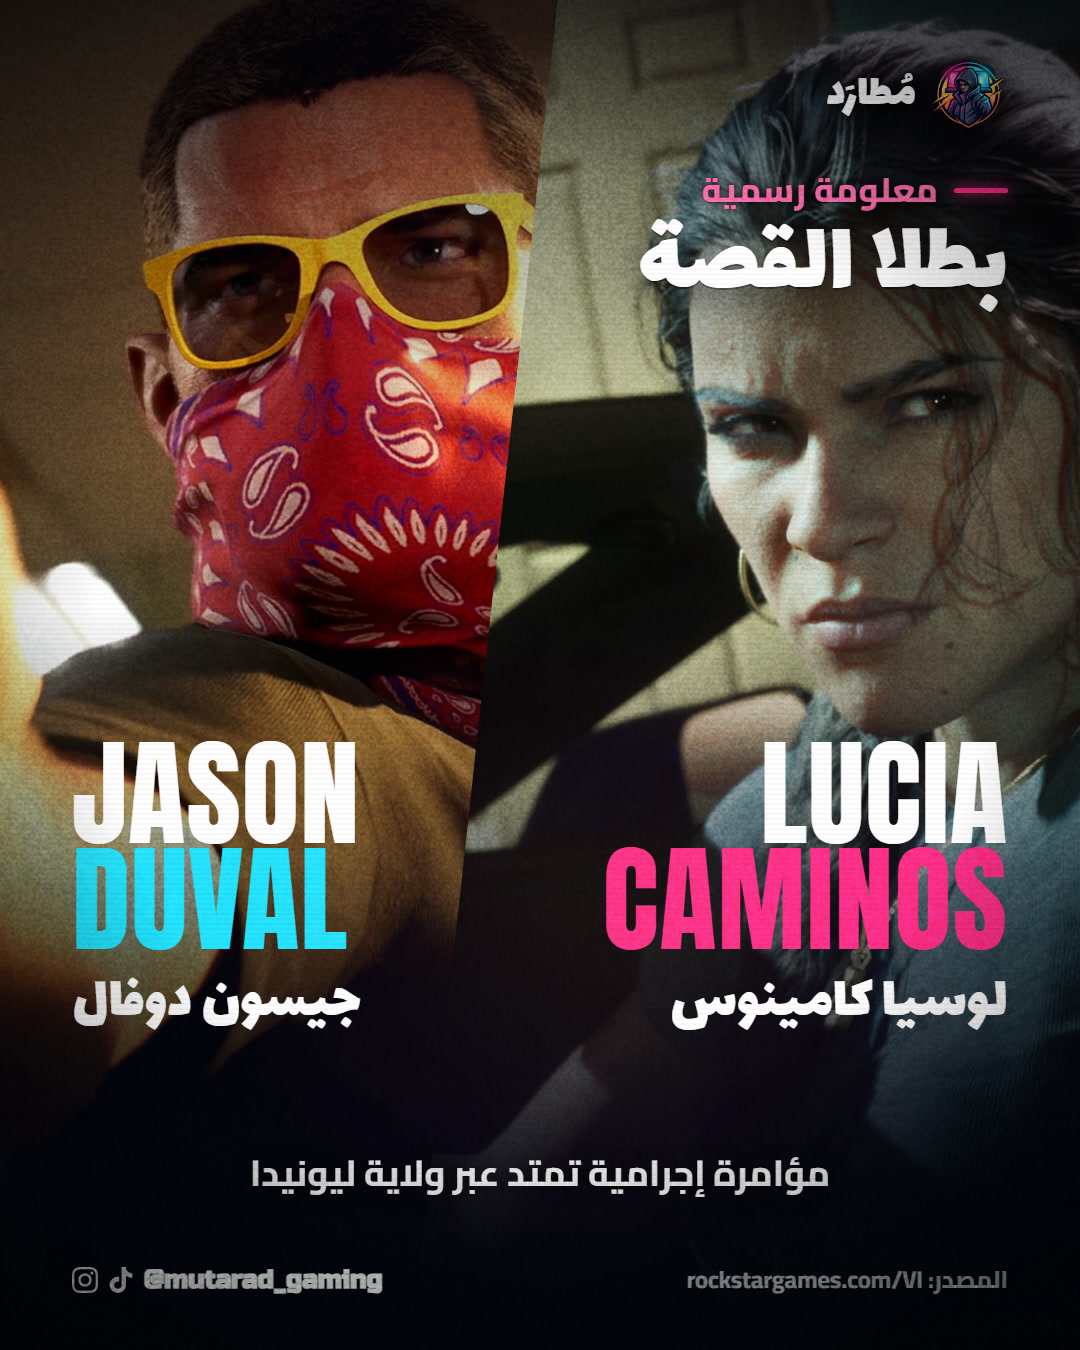 مُطارَد
معلومة رسمية
بطلا القصة
JASON
DUVAL
جيسون دوفال
LUCIA
CAMINOS
لوسيا كامينوس
مؤامرة إجرامية تمتد عبر ولاية ليونيدا
@mutarad_gaming
المصدر: rockstargames.com/VI